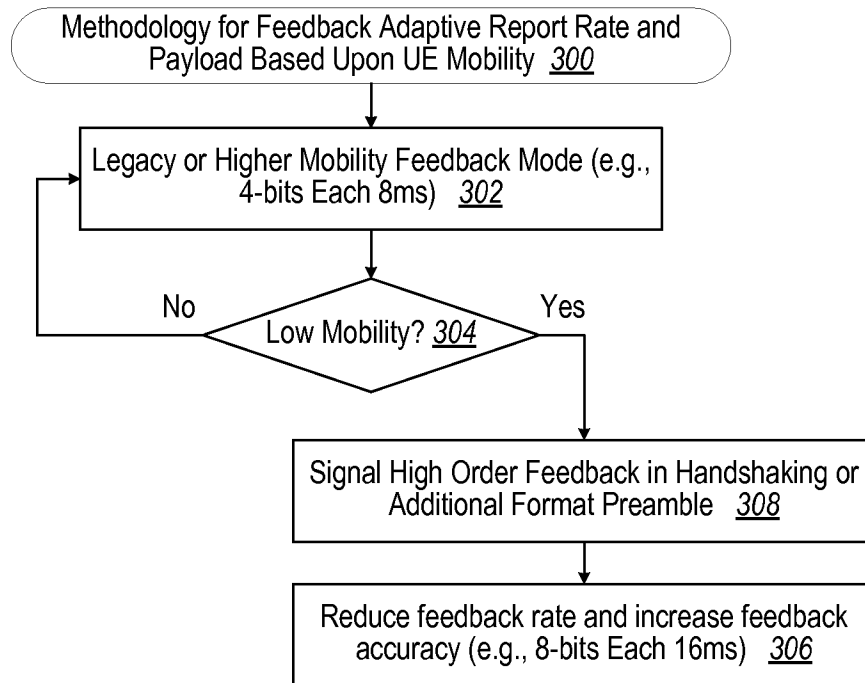 Methodology for Feedback Adaptive Report Rate and
Payload Based Upon UE Mobility 300
Legacy or Higher Mobility Feedback Mode (e.g.,
4-bits Each 8ms) 302
No
Yes
Low Mobility? 304
Signal High Order Feedback in Handshaking or
Additional Format Preamble 308
Reduce feedback rate and increase feedback
accuracy (e.g., 8-bits Each 16ms) 306